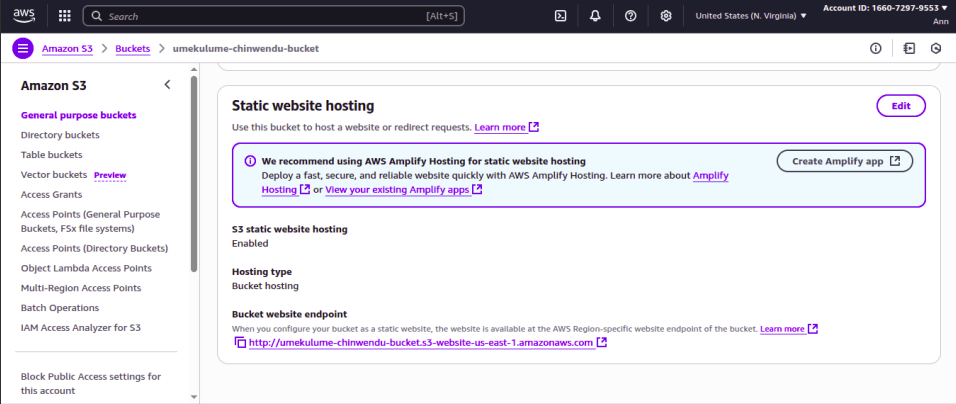 aws
Search [Alt+S]
United States (N. Virginia) ▼
Account ID: 1660-7297-9553 ▼
Ann
Amazon S3 > Buckets > umekulume-chinwendu-bucket
Amazon S3
General purpose buckets
Directory buckets
Table buckets
Vector buckets Preview
Access Grants
Access Points (General Purpose
Buckets, FSx file systems)
Access Points (Directory Buckets)
Object Lambda Access Points
Multi-Region Access Points
Batch Operations
IAM Access Analyzer for S3
Block Public Access settings for
this account
Static website hosting
Edit
Use this bucket to host a website or redirect requests. Learn more
We recommend using AWS Amplify Hosting for static website hosting
Create Amplify app
Deploy a fast, secure, and reliable website quickly with AWS Amplify Hosting. Learn more about Amplify
Hosting or View your existing Amplify apps
S3 static website hosting
Enabled
Hosting type
Bucket hosting
Bucket website endpoint
When you configure your bucket as a static website, the website is available at the AWS Region-specific website endpoint of the bucket. Learn more
http://umekulume-chinwendu-bucket.s3-website-us-east-1.amazonaws.com